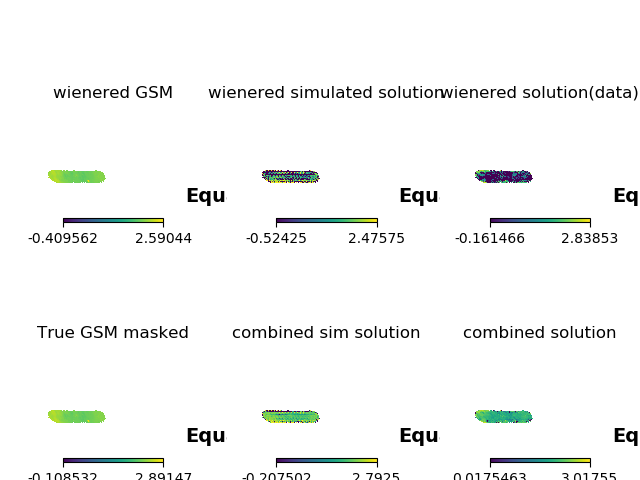 wienered GSM wienered simulated solution wienered solution(data)
Equ Equ Eq
-0.409562 2.59044 -0.52425 2.47575 -0.161466 2.83853
True GSM masked combined sim solution combined solution
Equ Equ Eq
-0.108532 2.89147 -0.207502 2.7925 0.0175463 3.01755